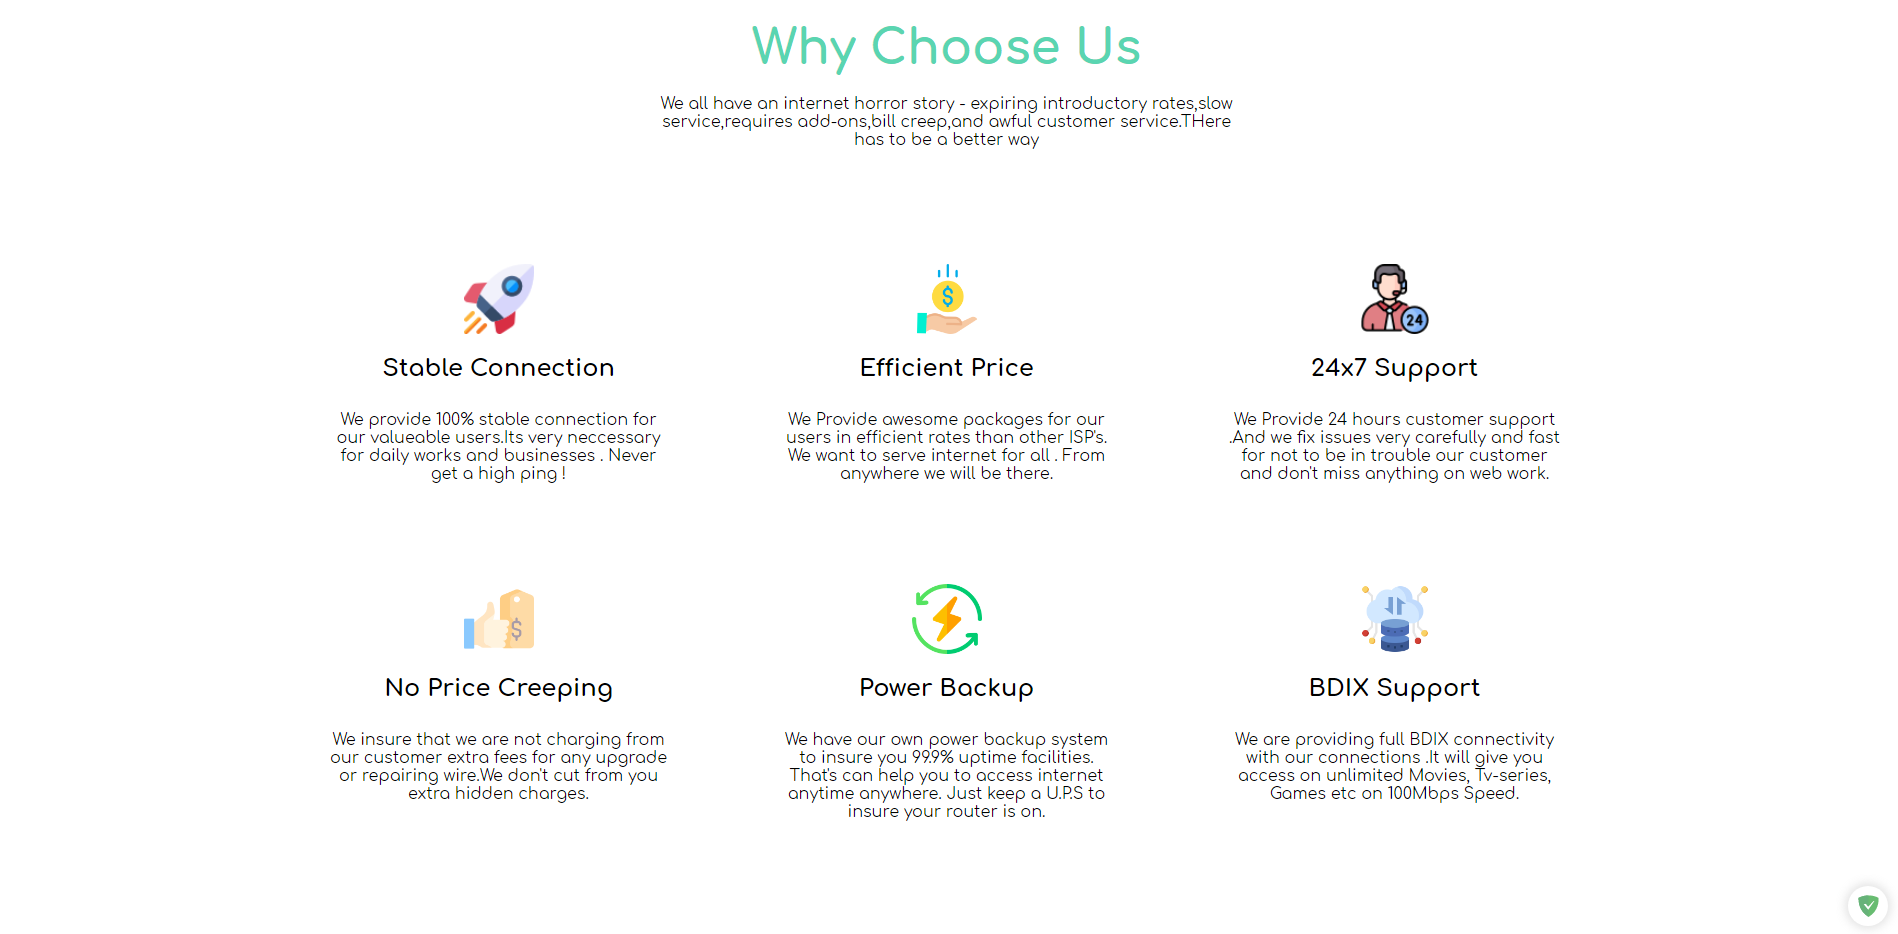 Why Choose Us
We all have an internet horror story - expiring introductory rates,slow
service,requires add-ons,bill creep,and awful customer service.THere
has to be a better way
$
24
Stable Connection
Efficient Price
24x7 Support
We provide 100% stable connection for
our valueable users.Its very neccessary
for daily works and businesses . Never
get a high ping !
We Provide awesome packages for our
users in efficient rates than other ISP's.
We want to serve internet for all . From
anywhere we will be there.
We Provide 24 hours customer support
.And we fix issues very carefully and fast
for not to be in trouble our customer
and don't miss anything on web work.
$
No Price Creeping
Power Backup
BDIX Support
We insure that we are not charging from
our customer extra fees for any upgrade
or repairing wire.We don't cut from you
extra hidden charges.
We have our own power backup system
to insure you 99.9% uptime facilities.
That's can help you to access internet
anytime anywhere. Just keep a U.P.S to
insure your router is on.
We are providing full BDIX connectivity
with our connections .It will give you
access on unlimited Movies, Tv-series,
Games etc on 100Mbps Speed.